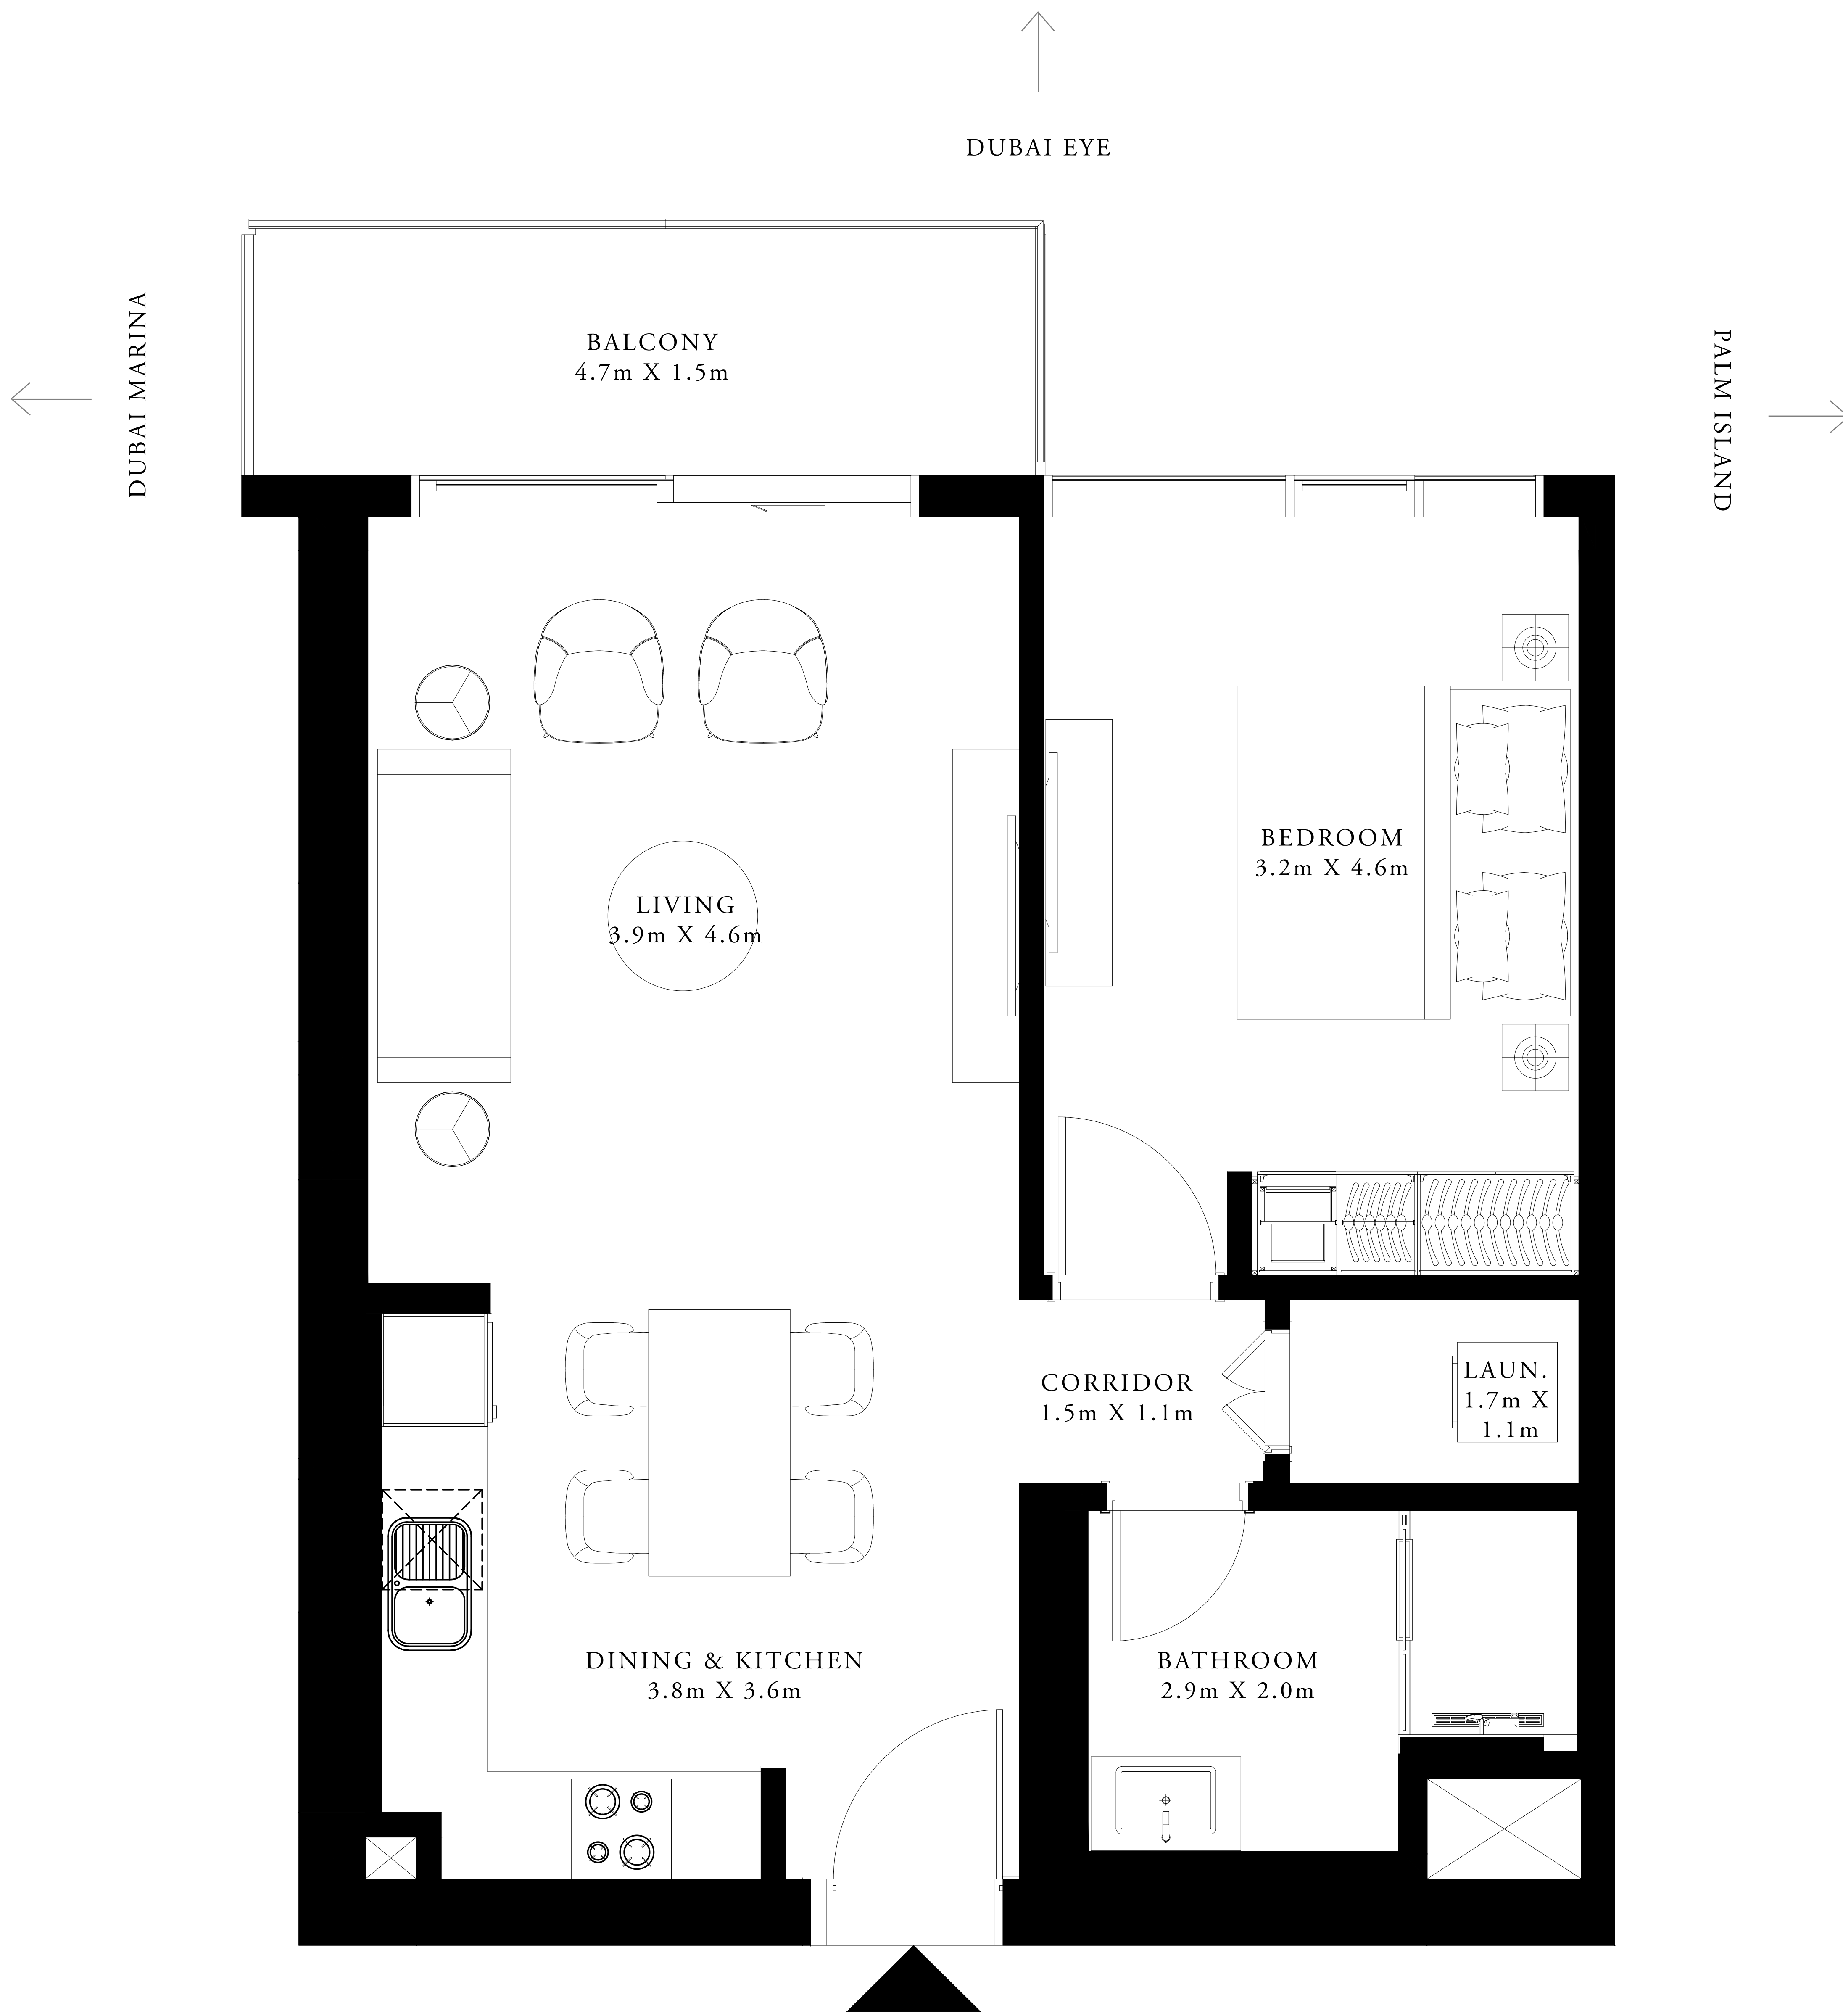 DUBAI EYE
DUBAI MARINA
PALM ISLAND
BALCONY
4.7m X 1.5m
BEDROOM
3.2m X 4.6m
LIVING
3.9m X 4.6m
CORRIDOR
1.5m X 1.1m
LAUN.
1.7m X
1.1m
DINING & KITCHEN
3.8m X 3.6m
BATHROOM
2.9m X 2.0m